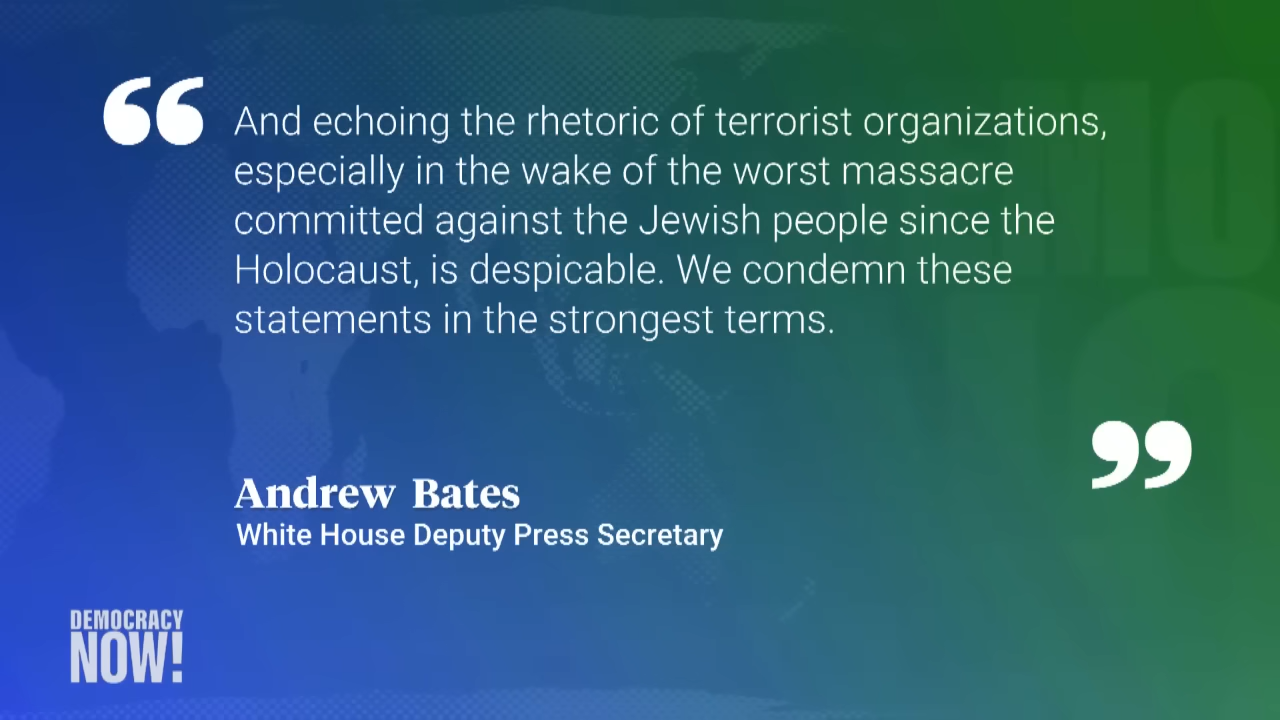 “
And echoing the rhetoric of terrorist organizations,
especially in the wake of the worst massacre
committed against the Jewish people since the
Holocaust, is despicable. We condemn these
statements in the strongest terms.
”
Andrew Bates
White House Deputy Press Secretary
DEMOCRACY
NOW!